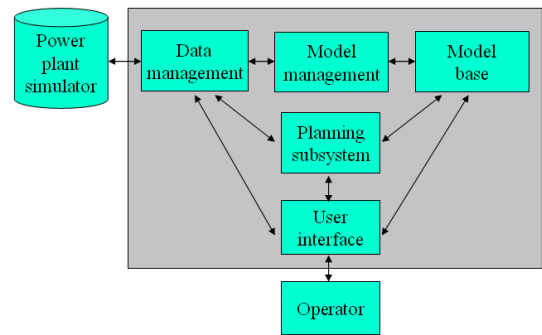 Power
plant
simulator
Data
management
Model
management
Model
base
Planning
subsystem
User
interface
Operator